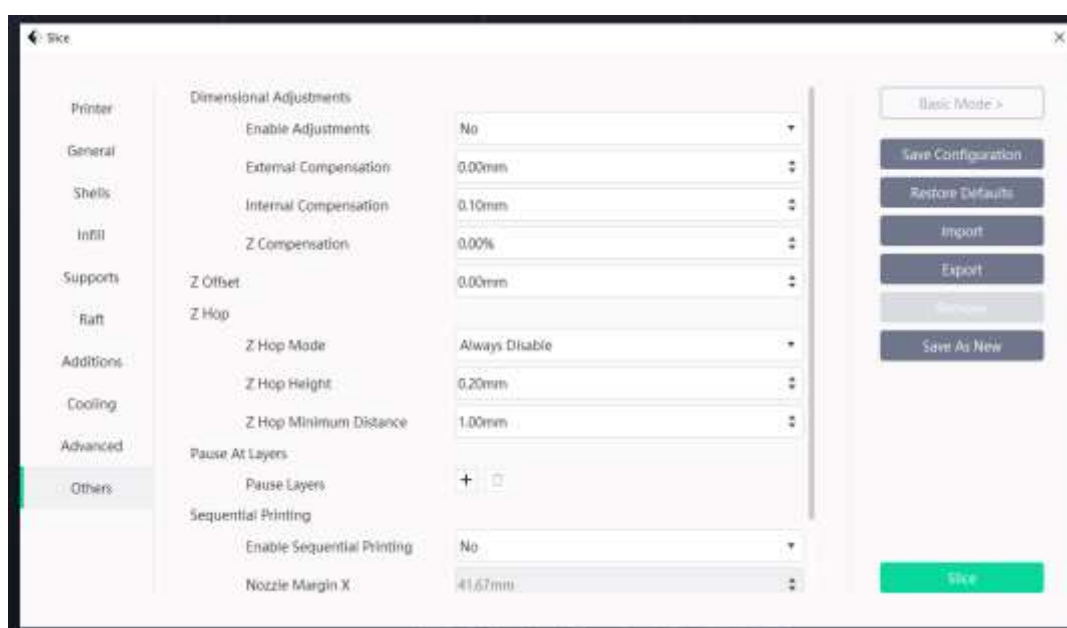 Slice
Printer
General
Shells
Infill
Supports
Raft
Additions
Cooling
Advanced
Others
Dimensional Adjustments
Enable Adjustments No
External Compensation 0.00mm
Internal Compensation 0.10mm
Z Compensation 0.00%
Z Offset 0.00mm
Z Hop
Z Hop Mode Always Disable
Z Hop Height 0.20mm
Z Hop Minimum Distance 1.00mm
Pause At Layers
Pause Layers +
Sequential Printing
Enable Sequential Printing No
Nozzle Margin X 41.67mm
Basic Mode >
Save Configuration
Restore Defaults
Import
Export
Remove
Save As New
Slice